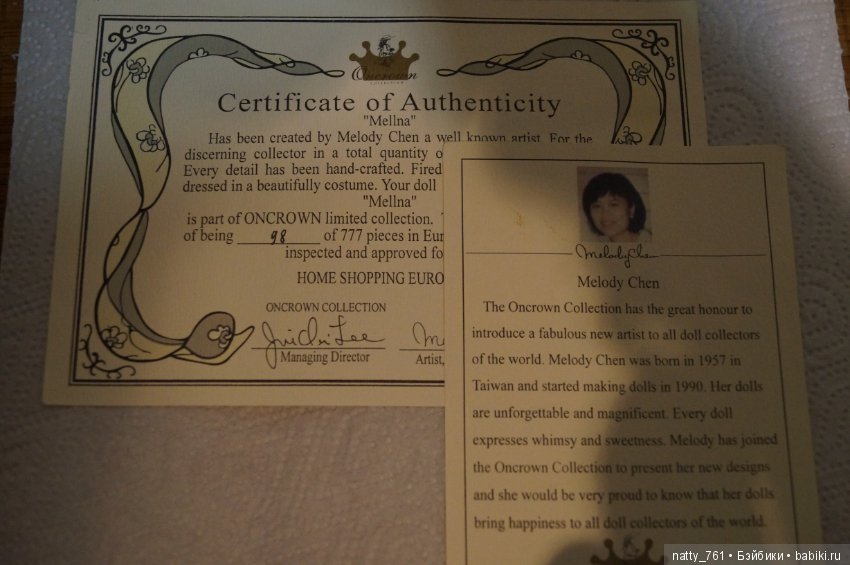 Oncrown
COLLECTION
Certificate of Authenticity
"Mellna"
Has been created by Melody Chen a well known artist. For the
discerning collector in a total quantity o
Every detail has been hand-crafted. Fired
dressed in a beautifully costume. Your doll
"Mellna"
is part of ONCROWN limited collection.
of being 98 of 777 pieces in Eur
inspected and approved fo
HOME SHOPPING EURO
ONCROWN COLLECTION
Managing Director
Artist,
Melody Chen
Melody Chen
The Oncrown Collection has the great honour to
introduce a fabulous new artist to all doll collectors
of the world. Melody Chen was born in 1957 in
Taiwan and started making dolls in 1990. Her dolls
are unforgettable and magnificent. Every doll
expresses whimsy and sweetness. Melody has joined
the Oncrown Collection to present her new designs
and she would be very proud to know that her dolls
bring happiness to all doll collectors of the world.
natty_761 • Бэйбики • babiki.ru